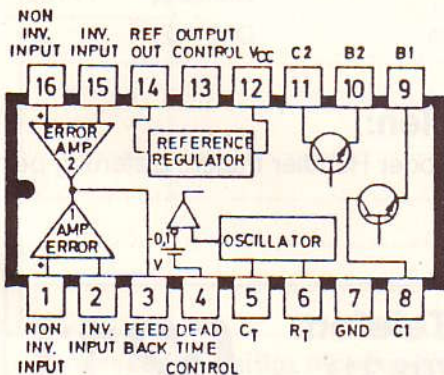 NON
INV. INV. REF OUTPUT
INPUT INPUT OUT CONTROL VCC C2 B2 B1
16 15 14 13 12 11 10 9
ERROR
AMP
2
REFERENCE
REGULATOR
1
AMP
ERROR
-0,1
V
OSCILLATOR
1 2 3 4 5 6 7 8
NON INV. FEED DEAD CT RT GND C1
INV. INPUT BACK TIME
INPUT CONTROL